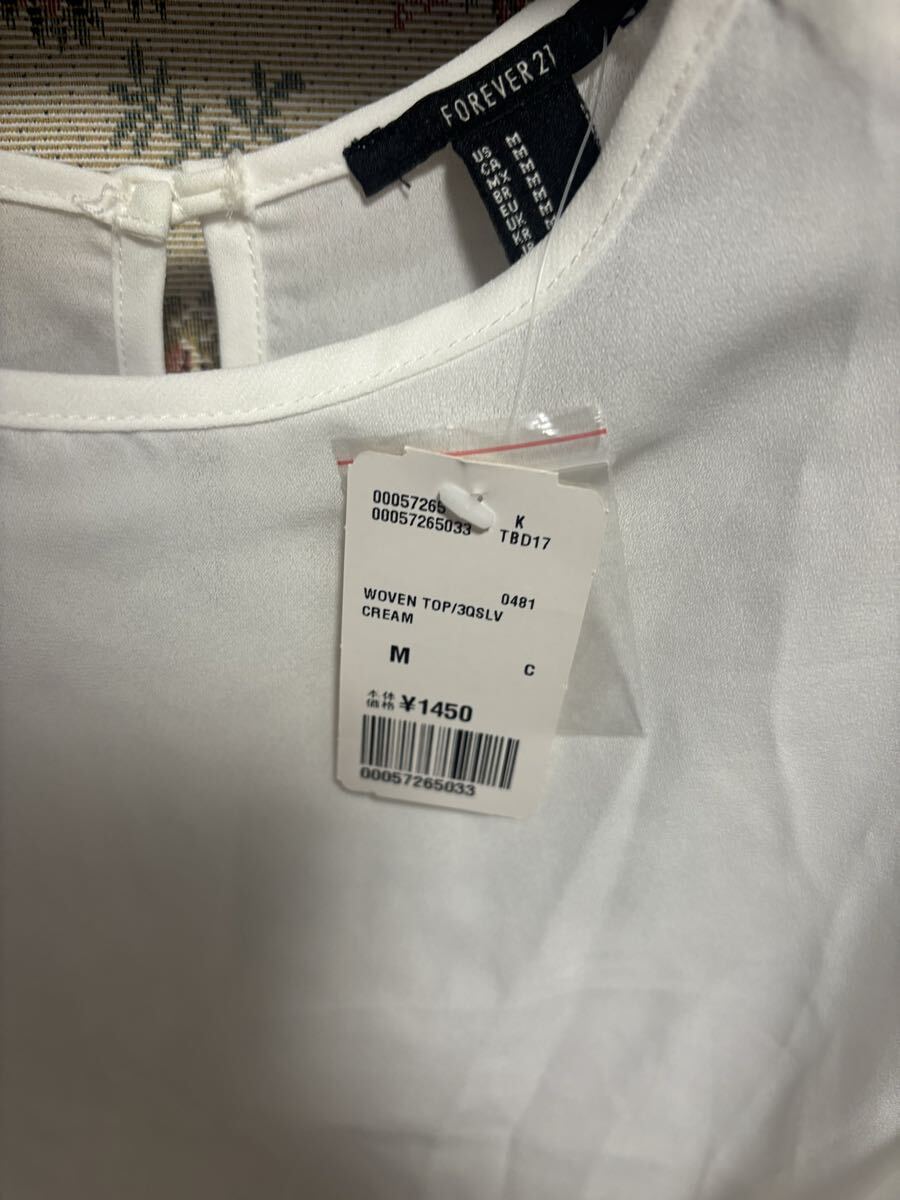 FOREVER 21
US M
CA M
MX M
BR M
EU M
UK M
KR M
00057265
00057265033
K
TBD17
0481
WOVEN TOP/3QSLV
CREAM
M
C
本体
価格 ¥1450
00057265033